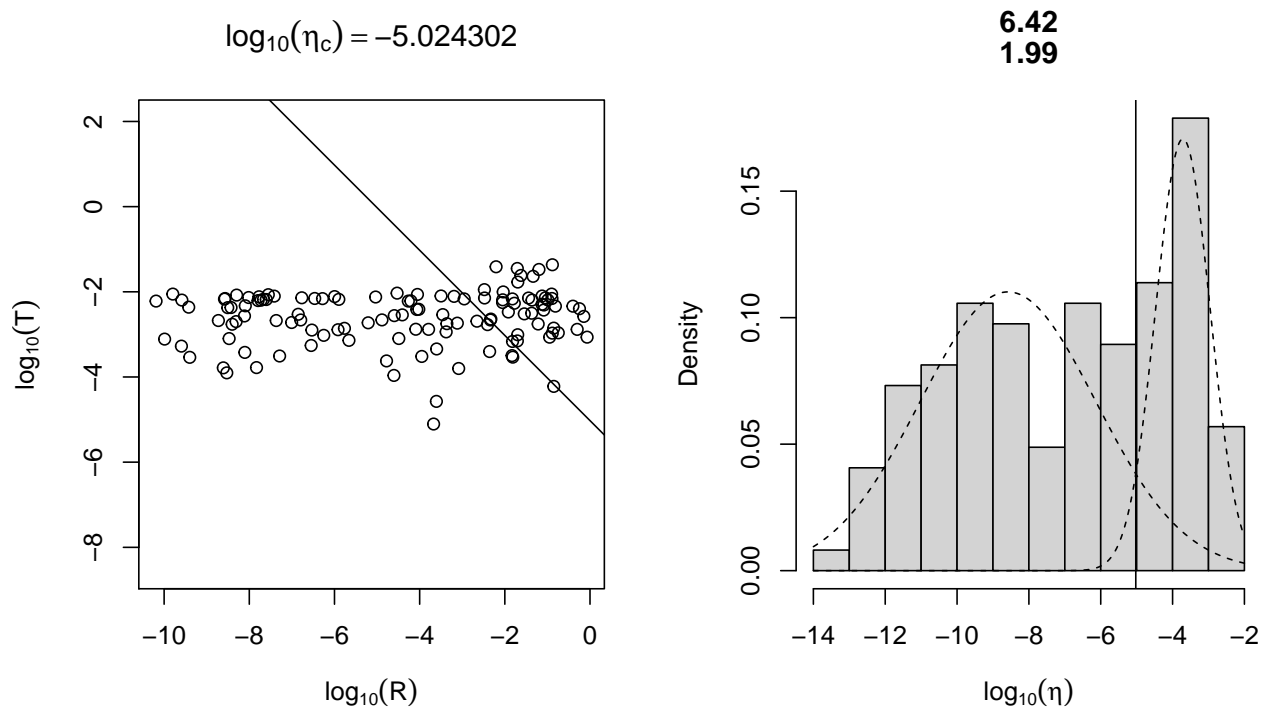 log₁₀(η_c) = −5.024302
2
0
−2
−4
−6
−8
log₁₀(T)
−10 −8 −6 −4 −2 0
log₁₀(R)
6.42
1.99
0.15
0.10
0.05
0.00
Density
−14 −12 −10 −8 −6 −4 −2
log₁₀(η)